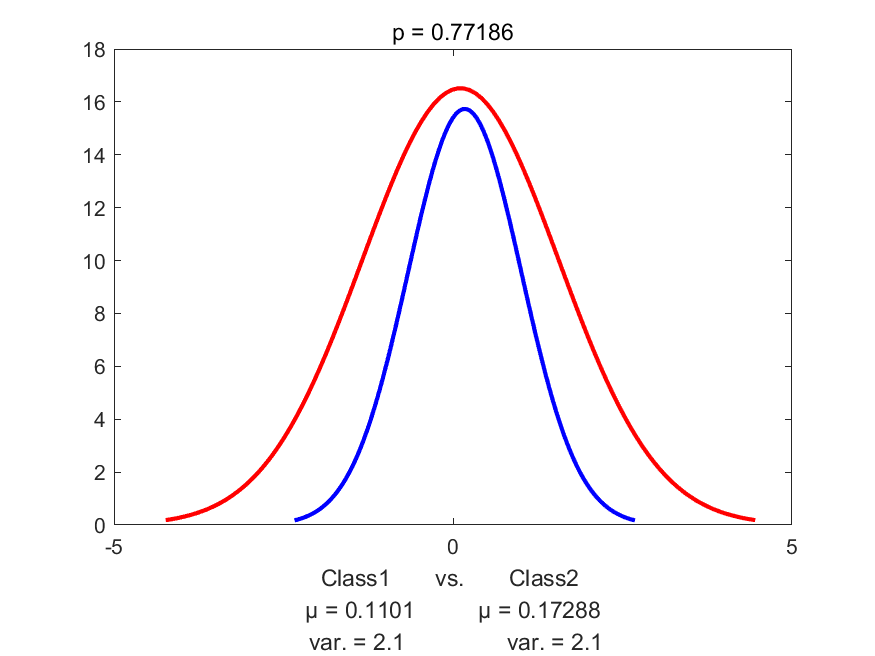 p = 0.77186
18
16
14
12
10
8
6
4
2
0
-5 0 5
Class1 vs. Class2
μ = 0.1101 μ = 0.17288
var. = 2.1 var. = 2.1